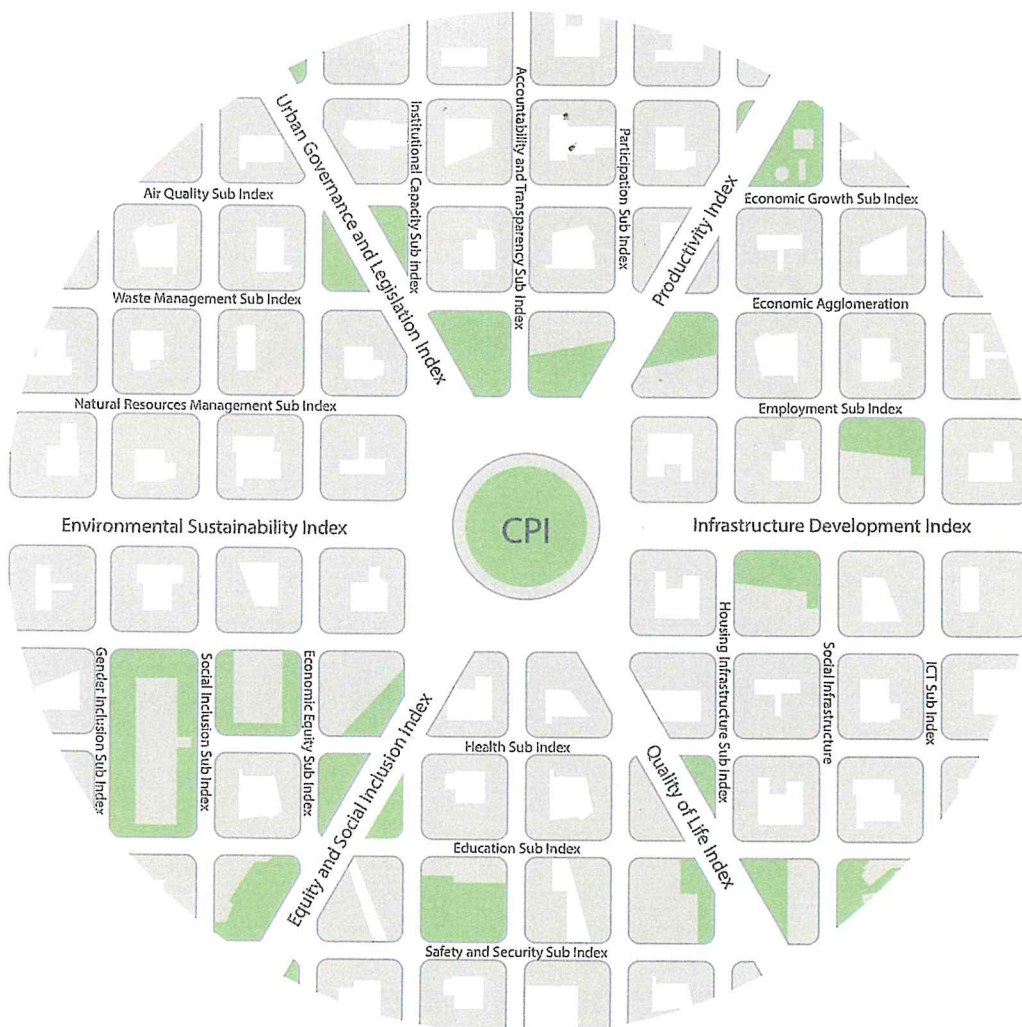 Urban Governance and Legislation Index
Institutional Capacity Sub Index
Accountability and Transparency Sub Index
Participation Sub Index
Productivity Index
Air Quality Sub Index
Economic Growth Sub Index
Waste Management Sub Index
Economic Agglomeration
Natural Resources Management Sub Index
Employment Sub Index
Environmental Sustainability Index
CPI
Infrastructure Development Index
Gender Inclusion Sub Index
Social Inclusion Sub Index
Economic Equity Sub Index
Equity and Social Inclusion Index
Health Sub Index
Education Sub Index
Safety and Security Sub Index
Quality of Life Index
Housing Infrastructure Sub Index
Social Infrastructure
ICT Sub Index